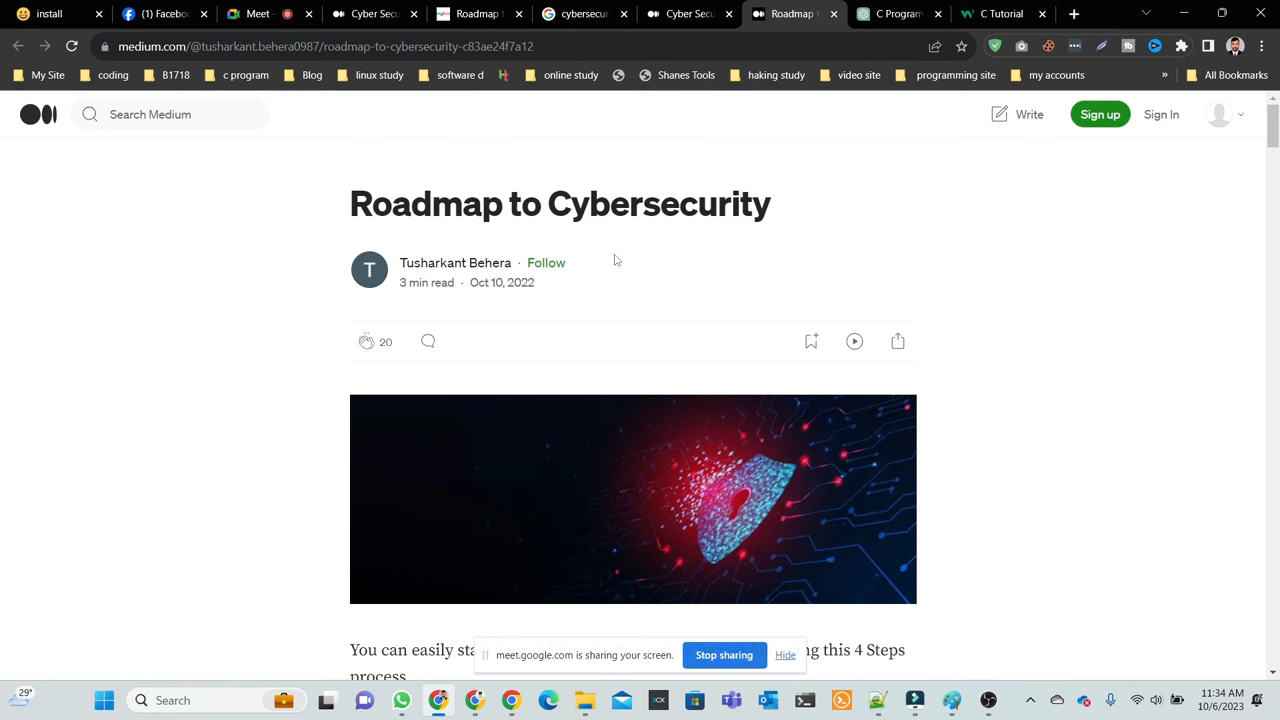 install
(1) Facebo
Meet -
Cyber Sec
Roadmap
cybersecur
Cyber Secu
Roadmap t
C Program
C Tutorial
medium.com/@tusharkant.behera0987/roadmap-to-cybersecurity-c83ae24f7a12
My Site
coding
B1718
c program
Bug
linux study
software d
online study
Shanes Tools
haking study
video site
programming site
my accounts
»
All Bookmarks
Search Medium
Write
Sign up
Sign In
Roadmap to Cybersecurity
T
Tusharkant Behera · Follow
3 min read · Oct 10, 2022
20
You can easily sta
ng this 4 Steps
process
meet.google.com is sharing your screen.
Stop sharing
Hide
29°
Search
11:34 AM
10/6/2023